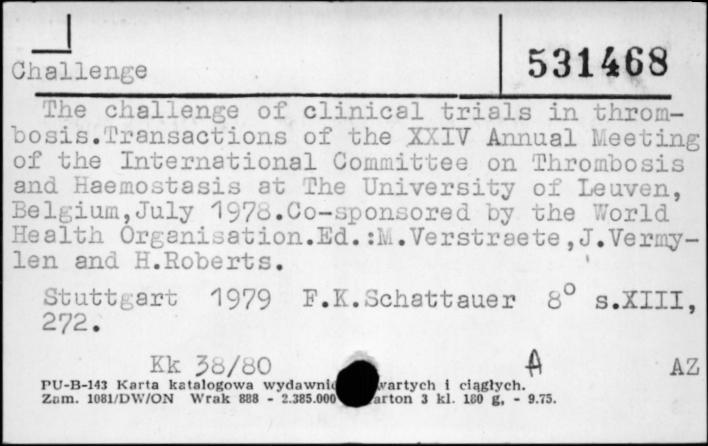 Challenge
531468
The challenge of clinical trials in throm-
bosis.Transactions of the XXIV Annual Meeting
of the International Committee on Thrombosis
and Haemostasis at The University of Leuven,
Belgium,July 1978.Co-sponsored by the World
Health Organisation.Ed.:M.Verstraete,J.Vermy-
len and H.Roberts.
Stuttgart 1979 F.K.Schattauer 8° s.XIII,
272.
Kk 38/80 A AZ
PU-B-143 Karta katalogowa wydawnic wartych i ciągłych.
Zam. 1081/DW/ON Wrak 888 - 2.385.000 arton 3 kl. 180 g, - 9.75.